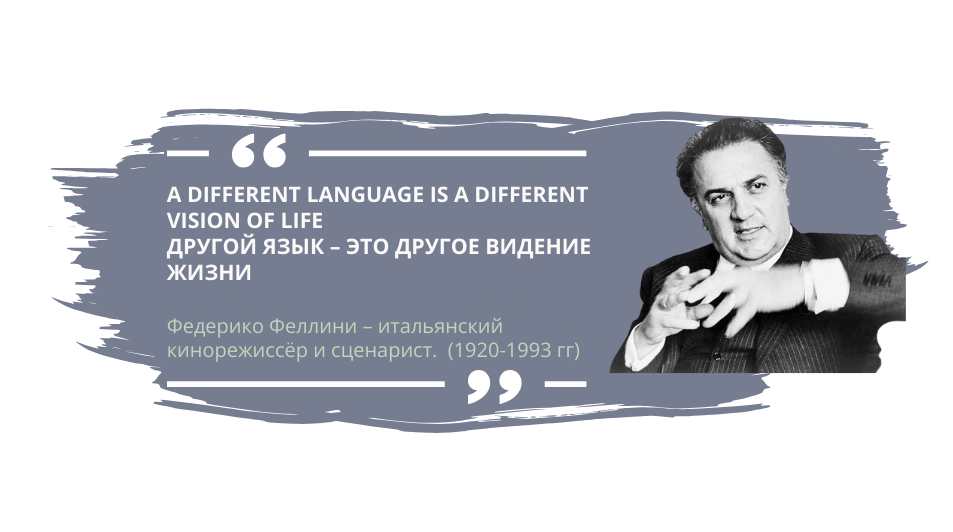 A DIFFERENT LANGUAGE IS A DIFFERENT
VISION OF LIFE
ДРУГОЙ ЯЗЫК – ЭТО ДРУГОЕ ВИДЕНИЕ
ЖИЗНИ
Федерико Феллини – итальянский
кинорежиссёр и сценарист.  (1920-1993 гг)